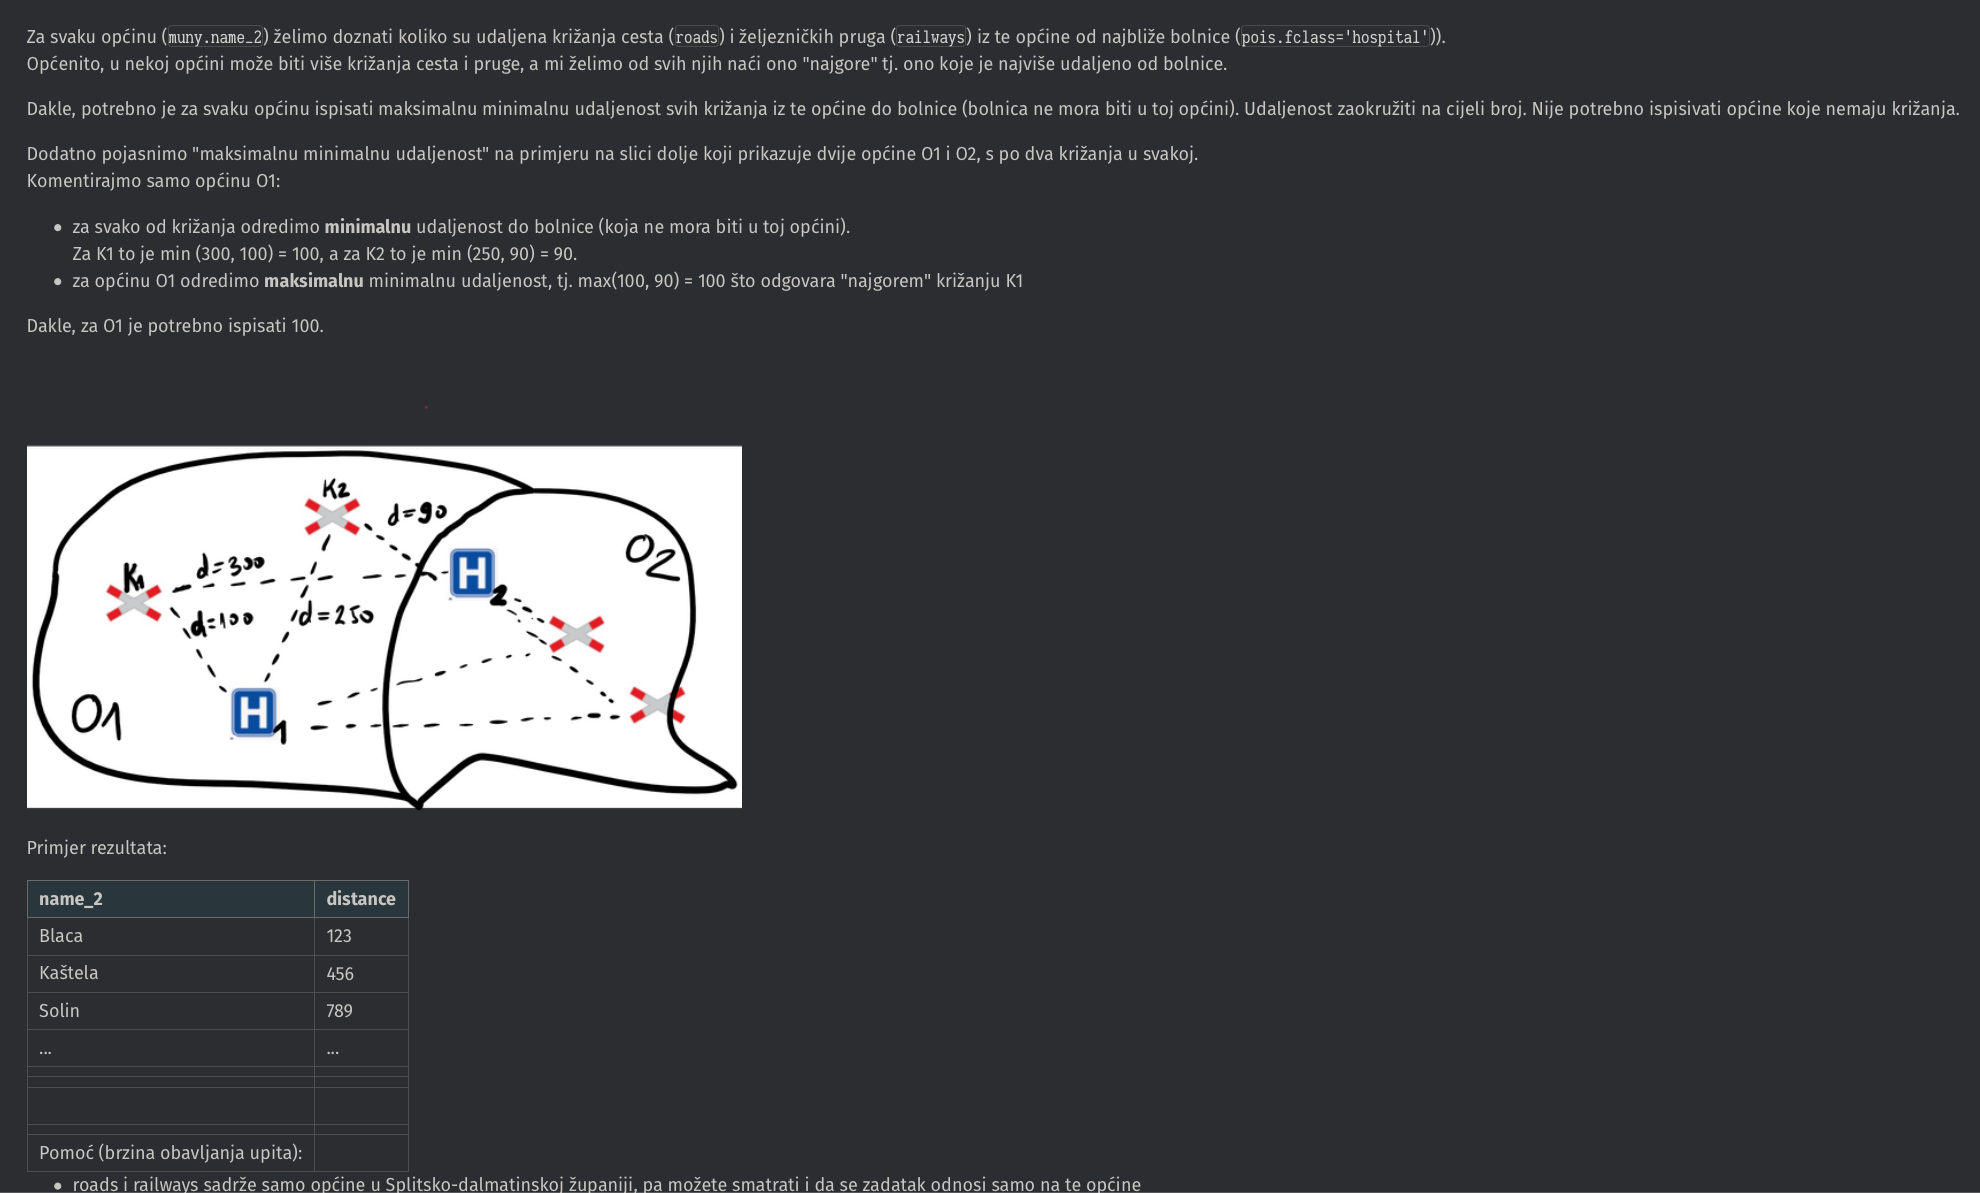 Za svaku općinu (muny.name_2) želimo doznati koliko su udaljena križanja cesta (roads) i željezničkih pruga (railways) iz te općine od najbliže bolnice (pois.fclass='hospital')).
Općenito, u nekoj općini može biti više križanja cesta i pruge, a mi želimo od svih njih naći ono "najgore" tj. ono koje je najviše udaljeno od bolnice.
Dakle, potrebno je za svaku općinu ispisati maksimalnu minimalnu udaljenost svih križanja iz te općine do bolnice (bolnica ne mora biti u toj općini). Udaljenost zaokružiti na cijeli broj. Nije potrebno ispisivati općine koje nemaju križanja.
Dodatno pojasnimo "maksimalnu minimalnu udaljenost" na primjeru na slici dolje koji prikazuje dvije općine O1 i O2, s po dva križanja u svakoj.
Komentirajmo samo općinu O1:
• za svako od križanja odredimo minimalnu udaljenost do bolnice (koja ne mora biti u toj općini).
Za K1 to je min (300, 100) = 100, a za K2 to je min (250, 90) = 90.
• za općinu O1 odredimo maksimalnu minimalnu udaljenost, tj. max(100, 90) = 100 što odgovara "najgorem" križanju K1
Dakle, za O1 je potrebno ispisati 100.
K2
d=90
O2
d=300
K1
H
2
d=100
d=250
O1
H
1
Primjer rezultata:
name_2 distance
Blaca 123
Kaštela 456
Solin 789
... ...
Pomoć (brzina obavljanja upita):
• roads i railways sadrže samo općine u Splitsko-dalmatinskoj županiji, pa možete smatrati i da se zadatak odnosi samo na te općine